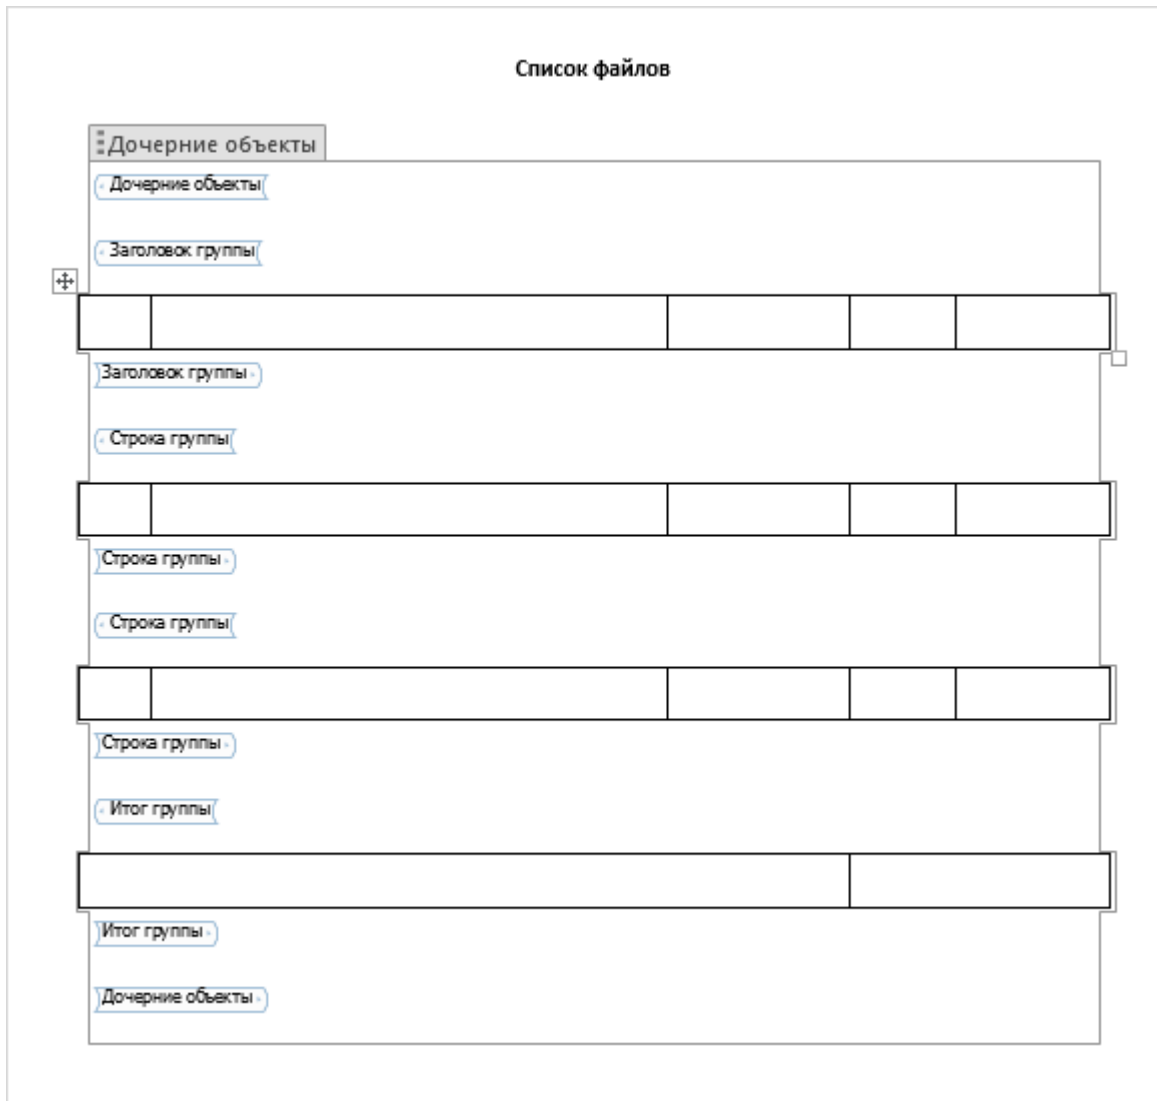 Список файлов
Дочерние объекты
Дочерние объекты
Заголовок группы
Заголовок группы
Строка группы
Строка группы
Строка группы
Строка группы
Итог группы
Итог группы
Дочерние объекты